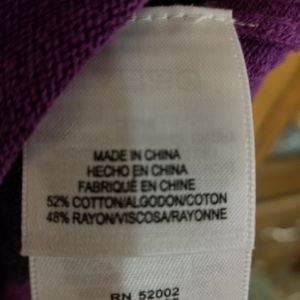 MADE IN CHINA
HECHO EN CHINA
FABRIQUÉ EN CHINE
52% COTTON/ALGODON/COTON
48% RAYON/VISCOSA/RAYONNE
RN 52002